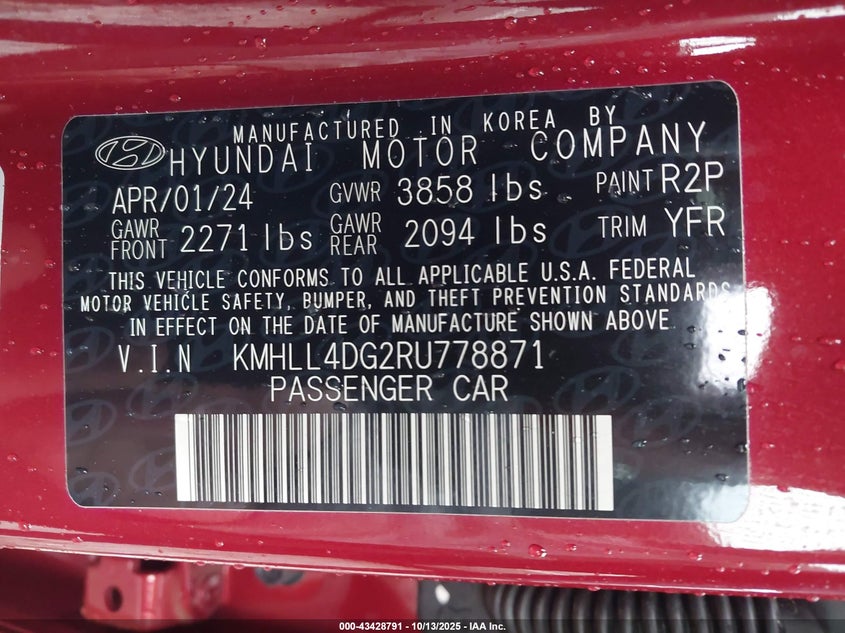 MANUFACTURED IN KOREA BY
HYUNDAI MOTOR COMPANY
APR/01/24 GVWR 3858 lbs PAINT R2P
GAWR FRONT 2271 lbs GAWR REAR 2094 lbs TRIM YFR
THIS VEHICLE CONFORMS TO ALL APPLICABLE U.S.A. FEDERAL
MOTOR VEHICLE SAFETY, BUMPER, AND THEFT PREVENTION STANDARDS
IN EFFECT ON THE DATE OF MANUFACTURE SHOWN ABOVE
V.I.N KMHLL4DG2RU778871
PASSENGER CAR
000-43428791 - 10/13/2025 - IAA Inc.